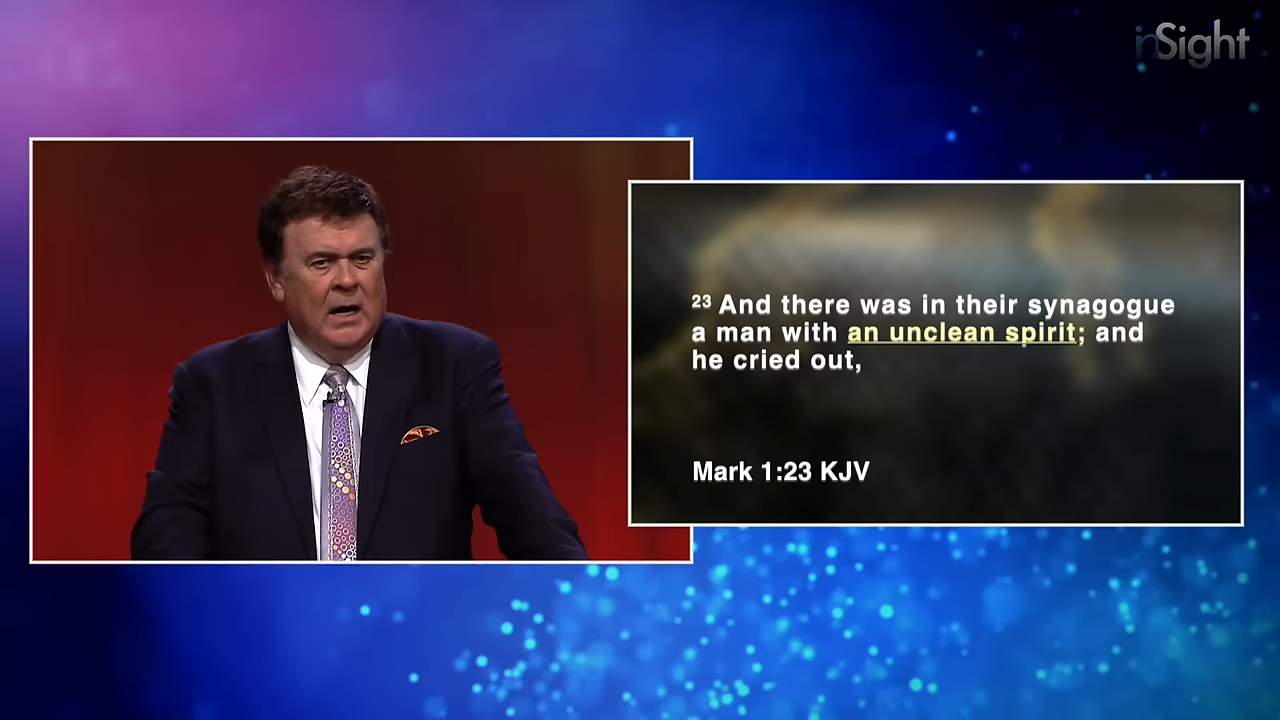 inSight
²³ And there was in their synagogue
a man with an unclean spirit; and
he cried out,
Mark 1:23 KJV